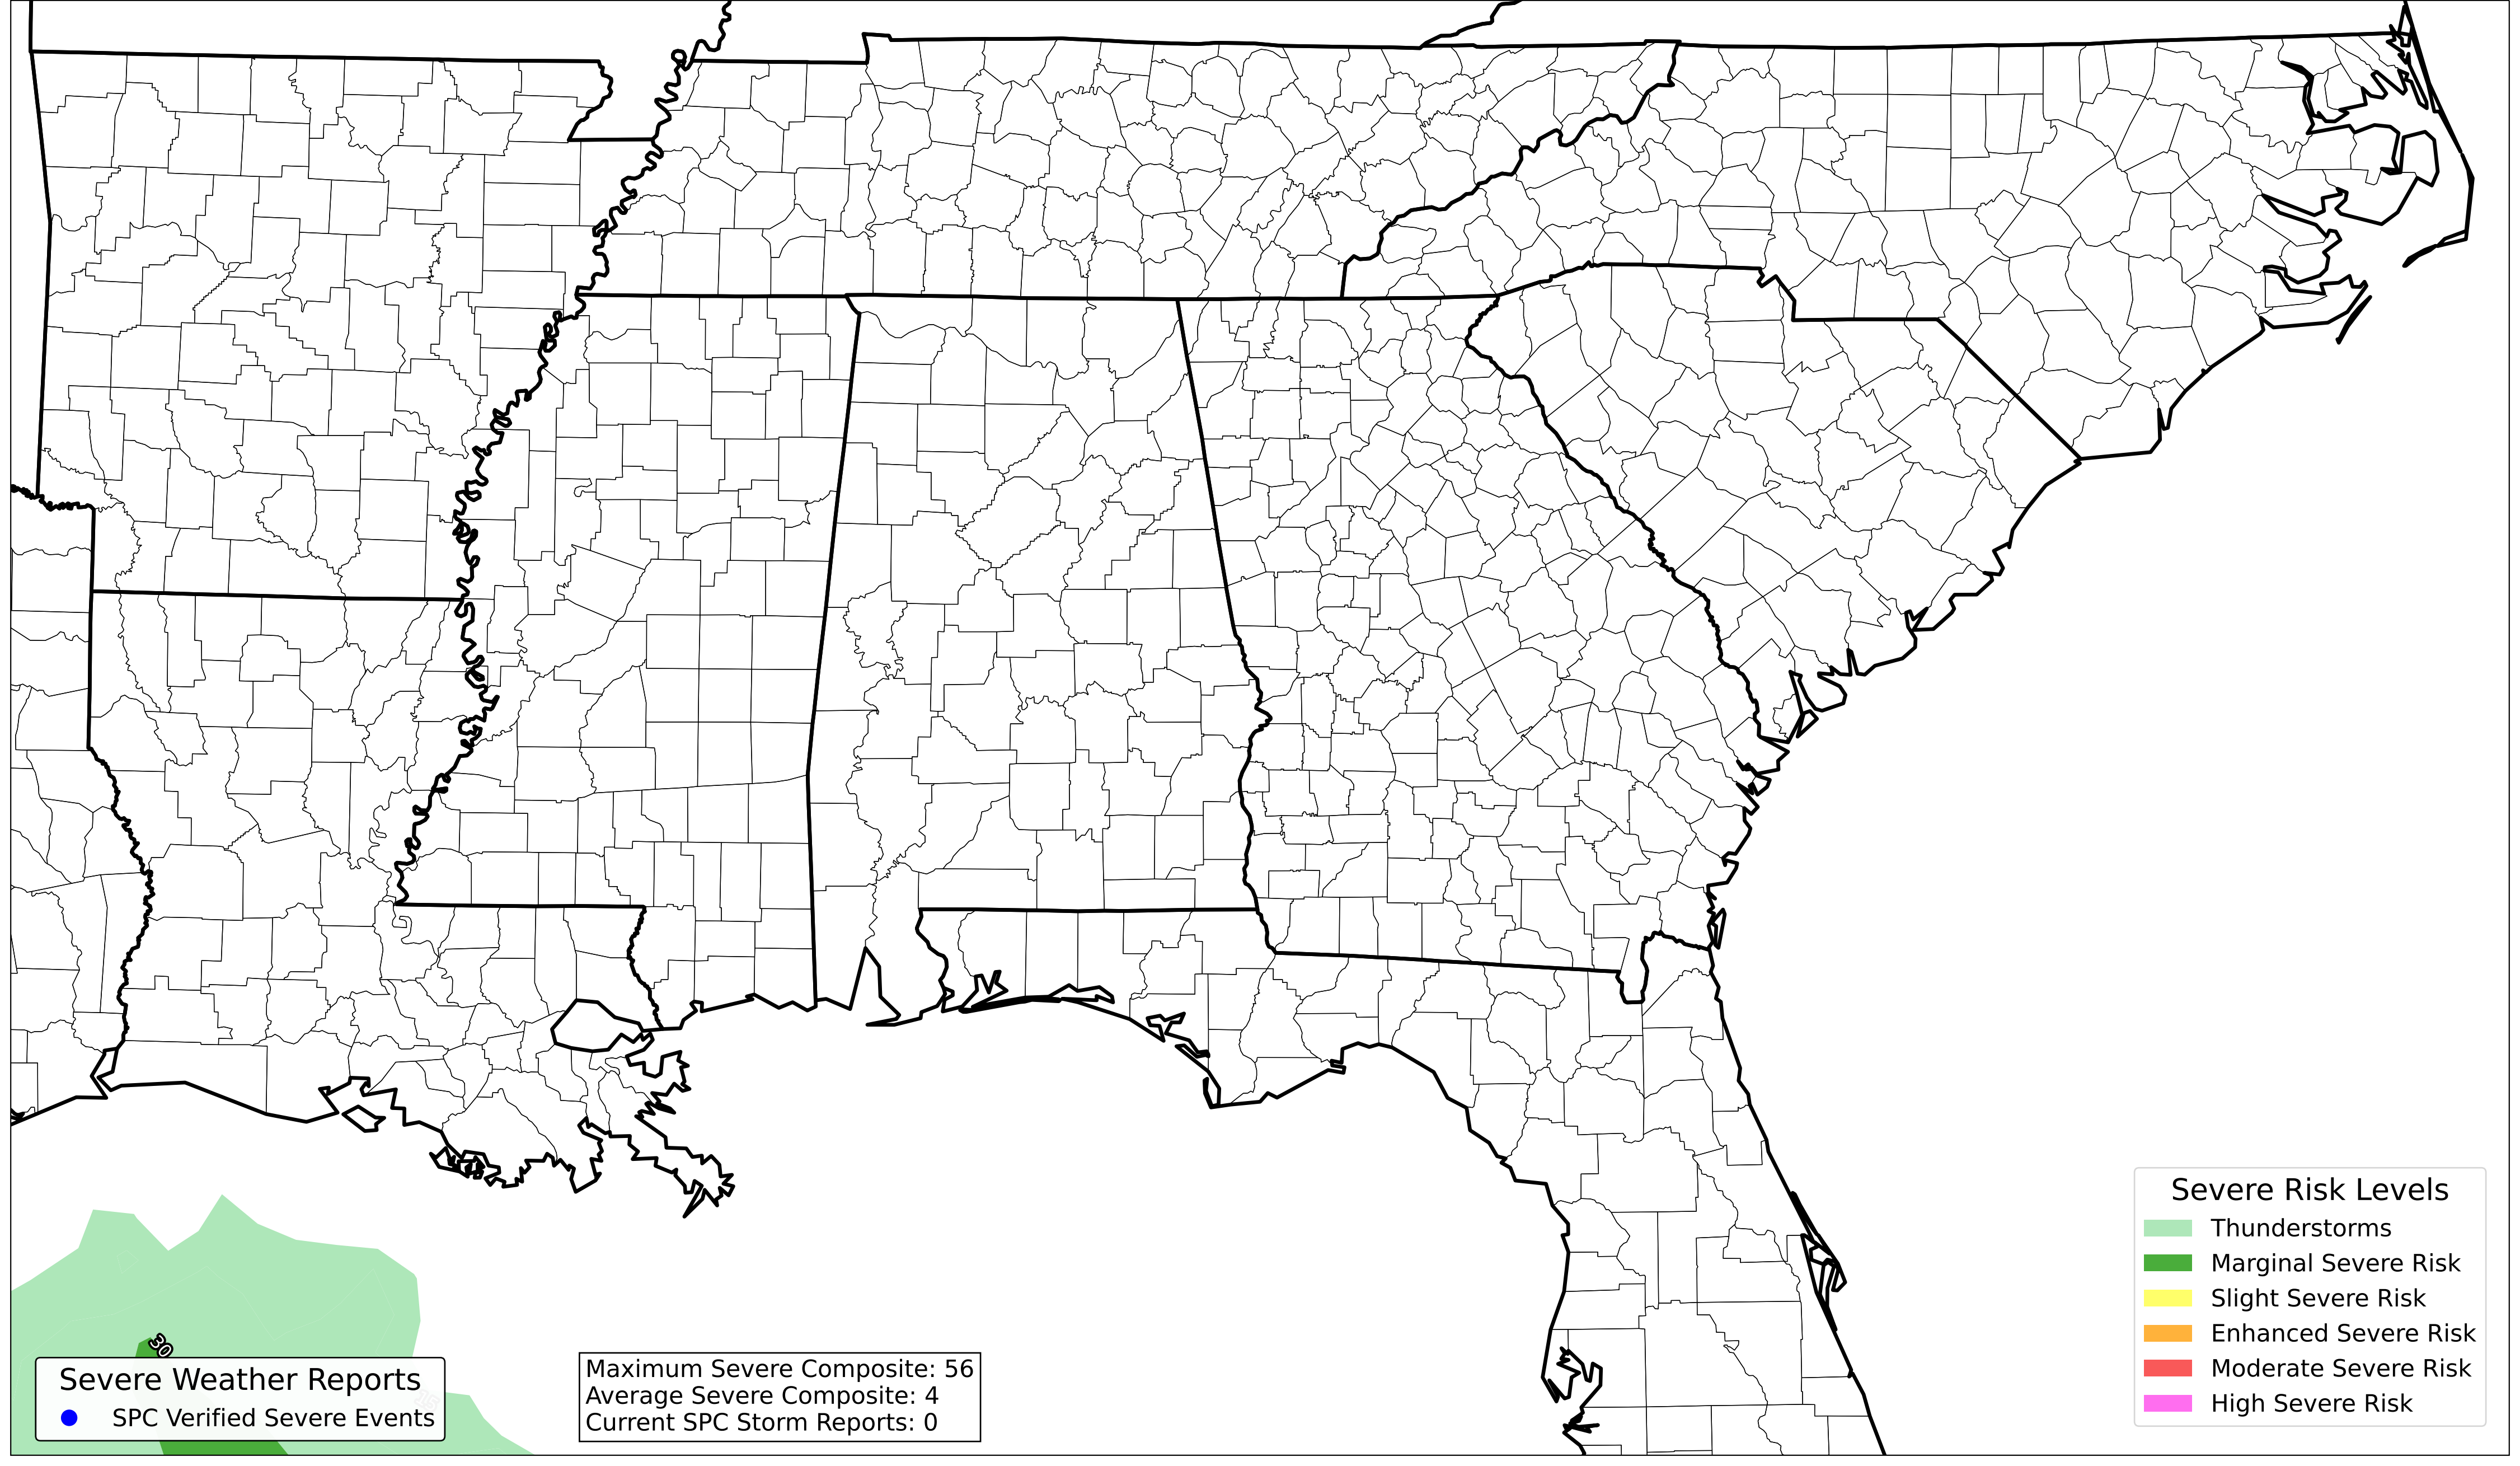 30
Severe Weather Reports
SPC Verified Severe Events
Maximum Severe Composite: 56
Average Severe Composite: 4
Current SPC Storm Reports: 0
Severe Risk Levels
Thunderstorms
Marginal Severe Risk
Slight Severe Risk
Enhanced Severe Risk
Moderate Severe Risk
High Severe Risk